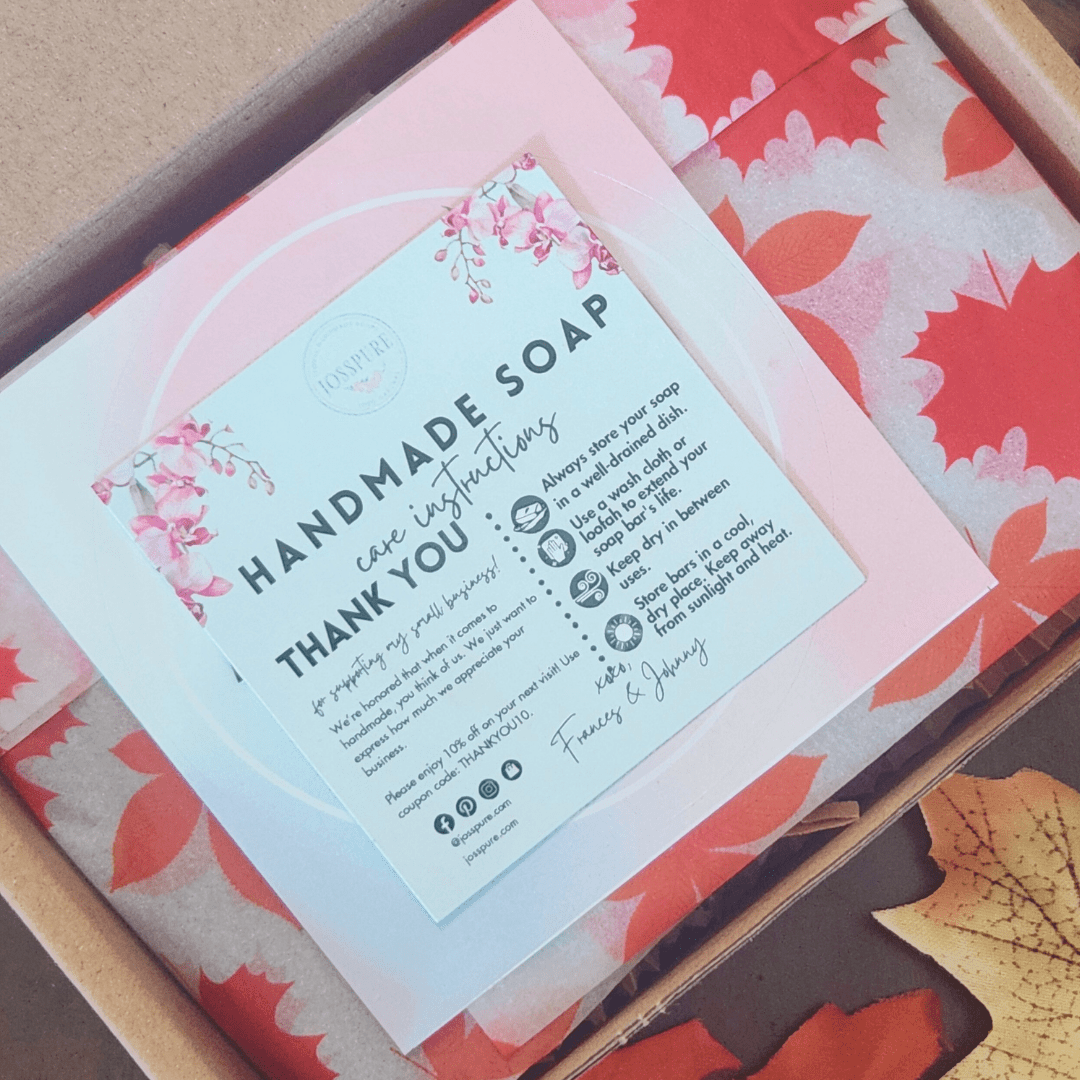 JOSSPURE
HANDMADE SOAP
care instructions
THANK YOU
for supporting my small business!
We're honored that when it comes to
handmade, you think of us. We just want to
express how much we appreciate your
business.
Please enjoy 10% off on your next visit! Use
coupon code: THANKYOU10.
@josspure.com
josspure.com
Always store your soap
in a well-drained dish.
Use a wash cloth or
loofah to extend your
soap bar's life.
Keep dry in between
uses.
Store bars in a cool,
dry place. Keep away
from sunlight and heat.
xoxo,
Frances & Johnny